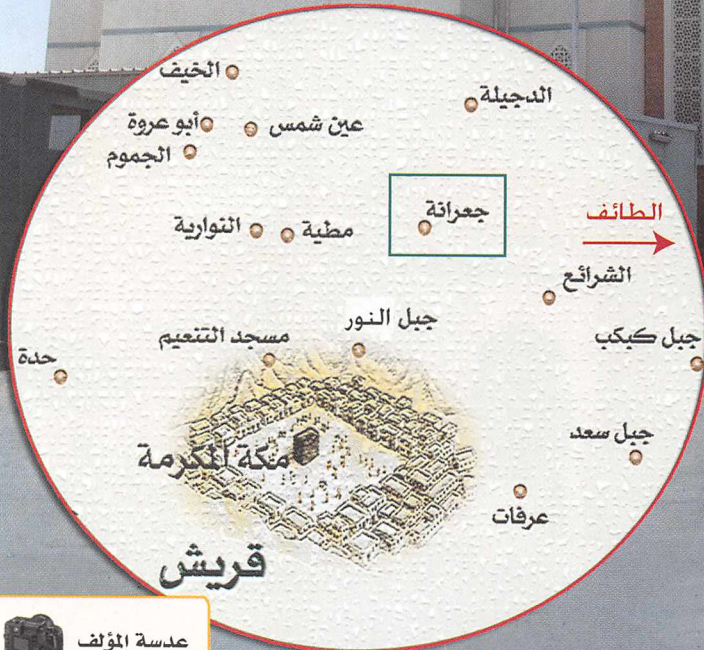 الخيف
الدجيلة
أبو عروة
عين شمس
الجموم
جعرانة
الطائف
مطية
النوارية
الشرائع
جبل النور
مسجد التنعيم
جبل كبكب
حدة
مكة المكرمة
جبل سعد
عرفات
قريش
عدسة المؤلف